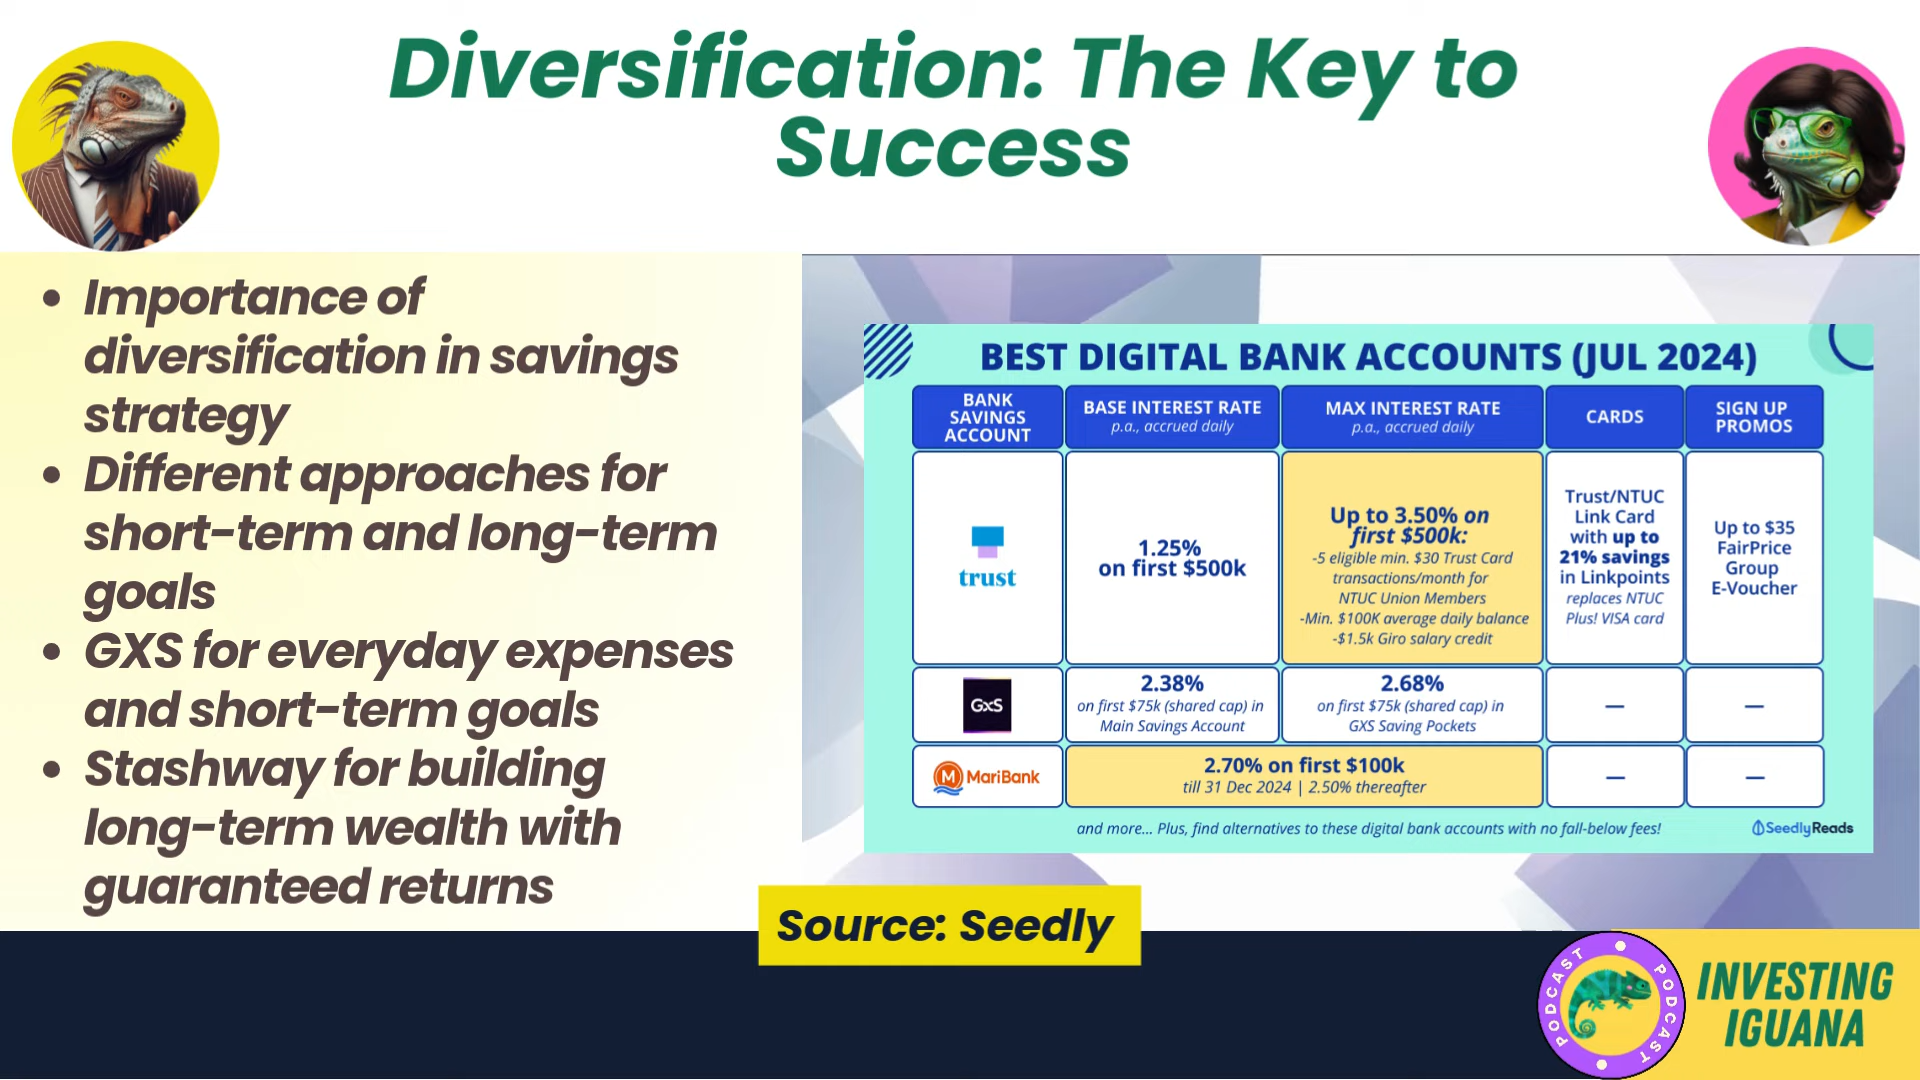 Diversification: The Key to
Success
Importance of
diversification in savings
strategy
Different approaches for
short-term and long-term
goals
GXS for everyday expenses
and short-term goals
Stashway for building
long-term wealth with
guaranteed returns
BEST DIGITAL BANK ACCOUNTS (JUL 2024)
BANK
SAVINGS
ACCOUNT
BASE INTEREST RATE
p.a., accrued daily
MAX INTEREST RATE
p.a., accrued daily
CARDS
SIGN UP
PROMOS
trust
1.25%
on first $500k
Up to 3.50% on
first $500k:
-5 eligible min. $30 Trust Card
transactions/month for
NTUC Union Members
-Min. $100K average daily balance
-$1.5k Giro salary credit
Trust/NTUC
Link Card
with up to
21% savings
in Linkpoints
replaces NTUC
Plus! VISA card
Up to $35
FairPrice
Group
E-Voucher
GXS
2.38%
on first $75k (shared cap) in
Main Savings Account
2.68%
on first $75k (shared cap) in
GXS Saving Pockets
—
—
M MariBank
2.70% on first $100k
till 31 Dec 2024 | 2.50% thereafter
—
—
and more... Plus, find alternatives to these digital bank accounts with no fall-below fees!
SeedlyReads
Source: Seedly
PODCAST PODCAST
INVESTING
IGUANA